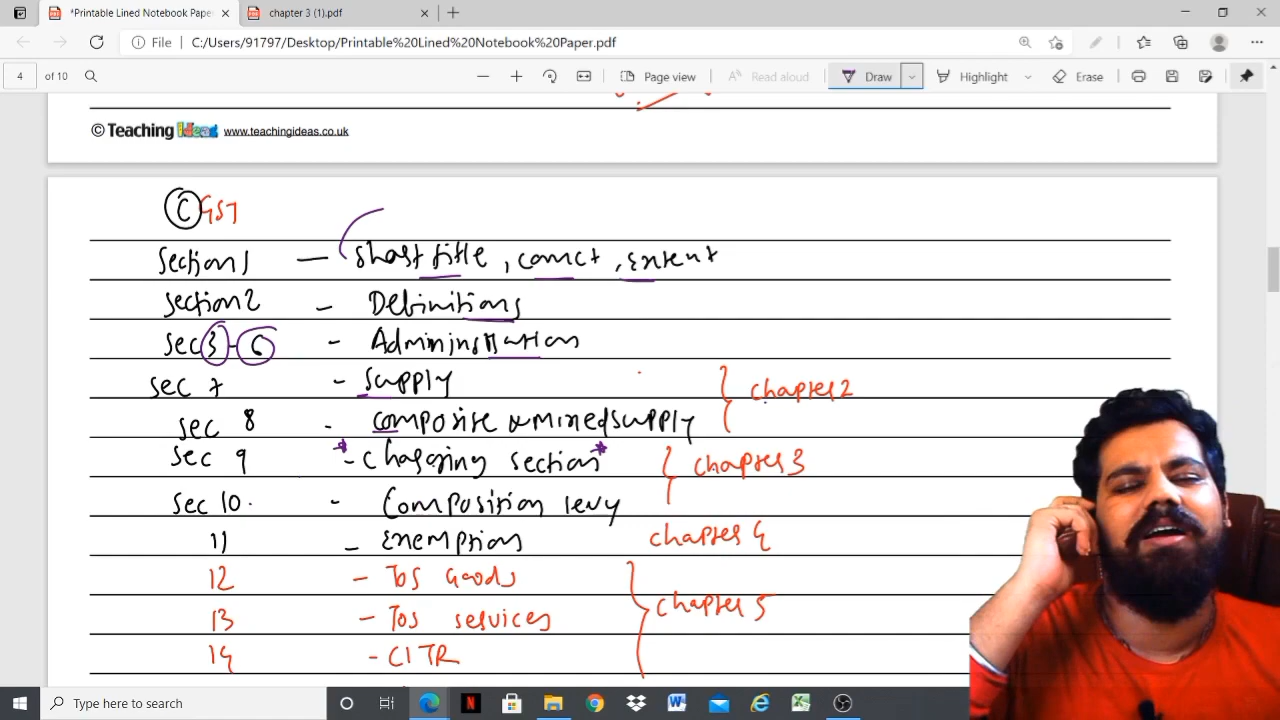 *Printable Lined Notebook Pape
chapter 3 (1).pdf
File C:/Users/91797/Desktop/Printable%20Lined%20Notebook%20Paper.pdf
4 of 10 Page view Read aloud Draw Highlight Erase
© Teaching Ideas www.teachingideas.co.uk
CGST
Section 1 — Short title, comct, extent
Section 2 - Definitions
Sec 3 - 6 - Admininistration
Sec 7 - Supply
chapter 2
Sec 8 - composite & mixed supply
Sec 9 - charging section
chapter 3
Sec 10. - Composition levy
11 - Exemption
chapter 4
12 - TOS Goods
13 - TOS services
chapter 5
14 - CITR
Type here to search